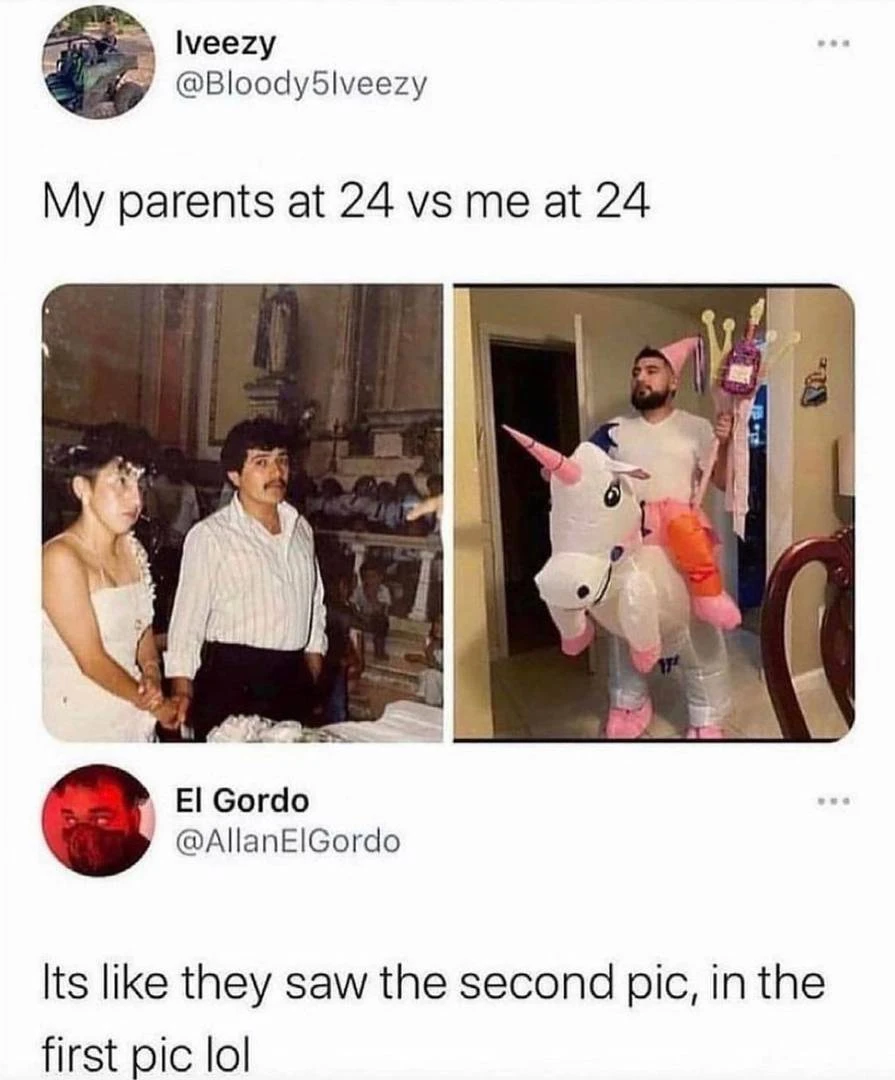 Iveezy
@Bloody5Iveezy
My parents at 24 vs me at 24
El Gordo
@AllanElGordo
Its like they saw the second pic, in the
first pic lol